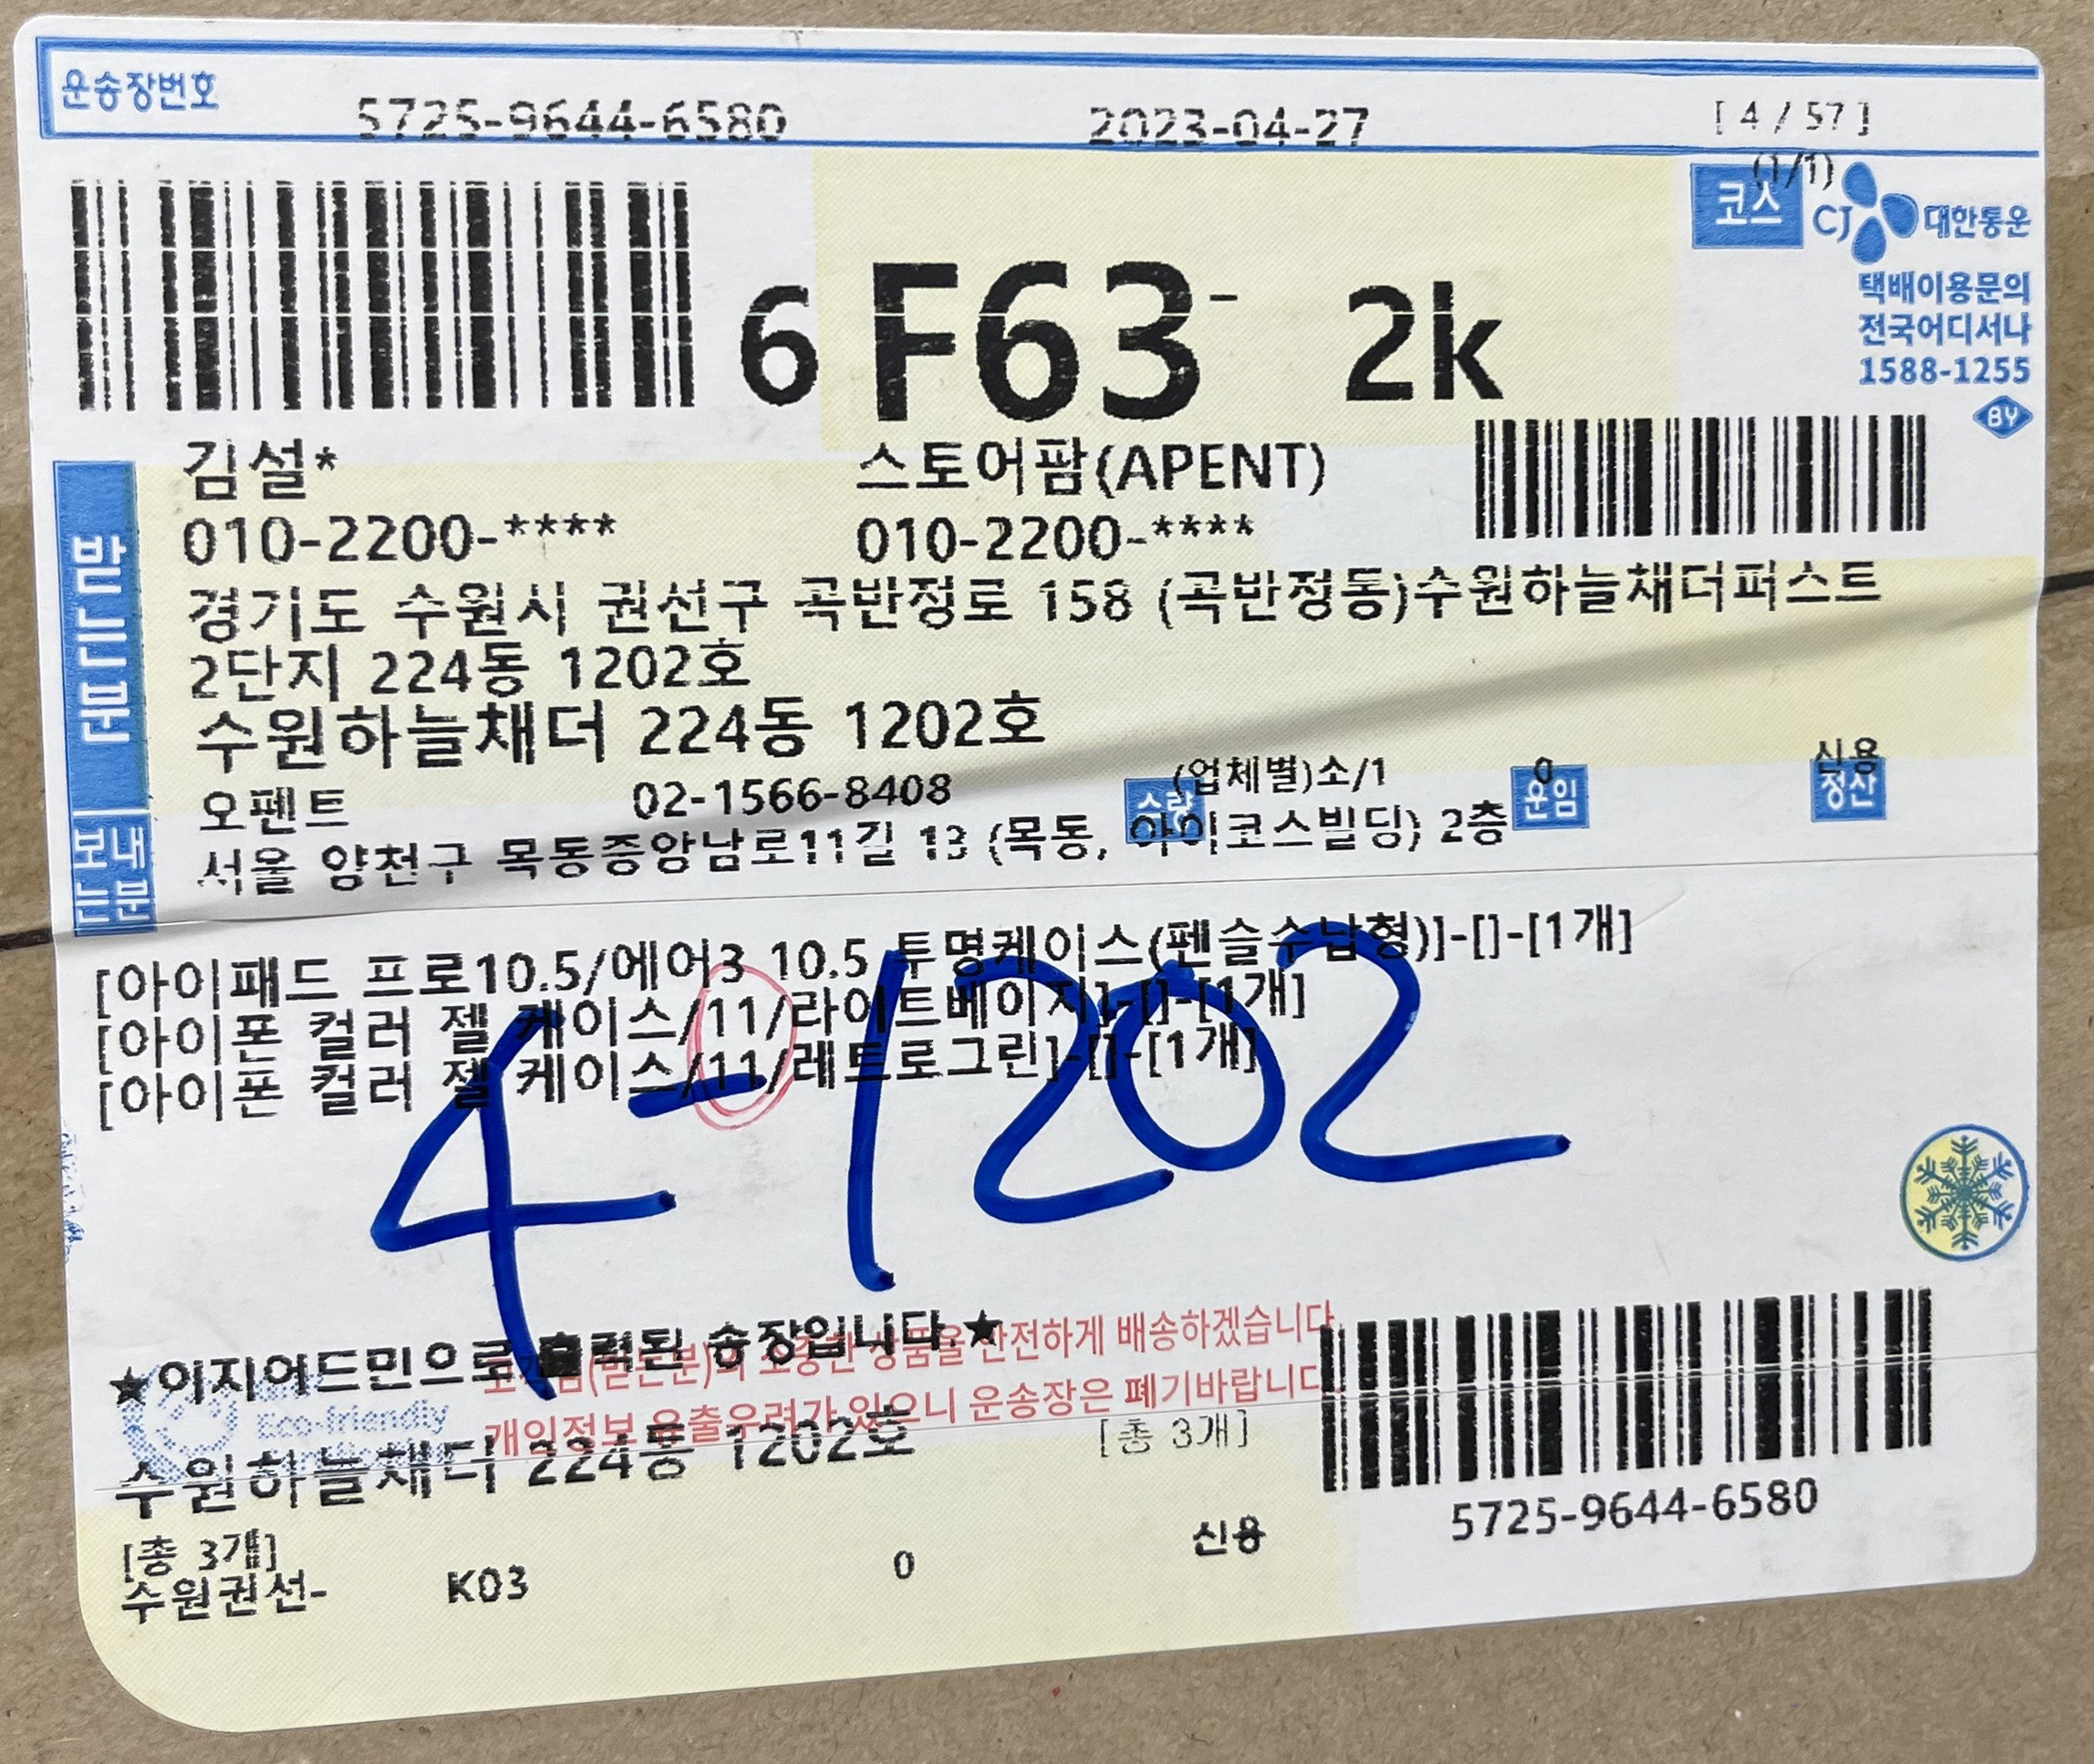 운송장번호 5725-9644-6580 2023-04-27 [ 4 / 57 ]
(1/1)
코스 CJ 대한통운
택배이용문의
전국어디서나
1588-1255
BY
6 F63- 2k
김설* 스토어팜(APENT)
010-2200-**** 010-2200-****
받는분
경기도 수원시 권선구 곡반정로 158 (곡반정동)수원하늘채더퍼스트
2단지 224동 1202호
수원하늘채더 224동 1202호
보내는분
오펜트 02-1566-8408 수량 (업체별)소/1 운임 0 정산 신용
서울 양천구 목동중앙남로11길 13 (목동, 아이코스빌딩) 2층
[아이패드 프로10.5/에어3 10.5 투명케이스(펜슬수납형)]-[]-[1개]
[아이폰 컬러 젤 케이스/11/라이트베이지]-[]-[1개]
[아이폰 컬러 젤 케이스/11/레트로그린]-[]-[1개]
4-1202
★이지어드민으로 출력된 송장입니다.★
고객님(받는분)의 소중한 상품을 안전하게 배송하겠습니다.
개인정보 유출우려가 있으니 운송장은 폐기바랍니다.
Eco-friendly
수원하늘채더 224동 1202호 [총 3개]
[총 3개]
수원권선- K03 0 신용
5725-9644-6580